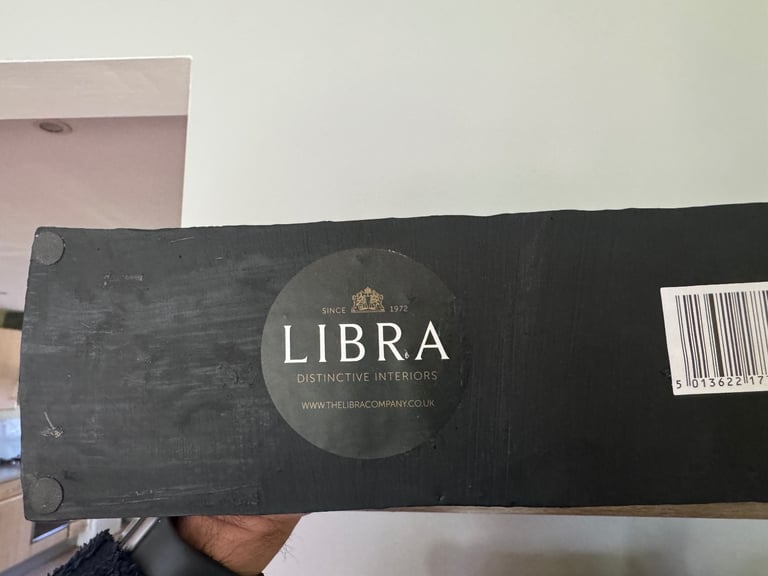 SINCE 1972
LIBRA
DISTINCTIVE INTERIORS
WWW.THELIBRACOMPANY.CO.UK
5 013622 17